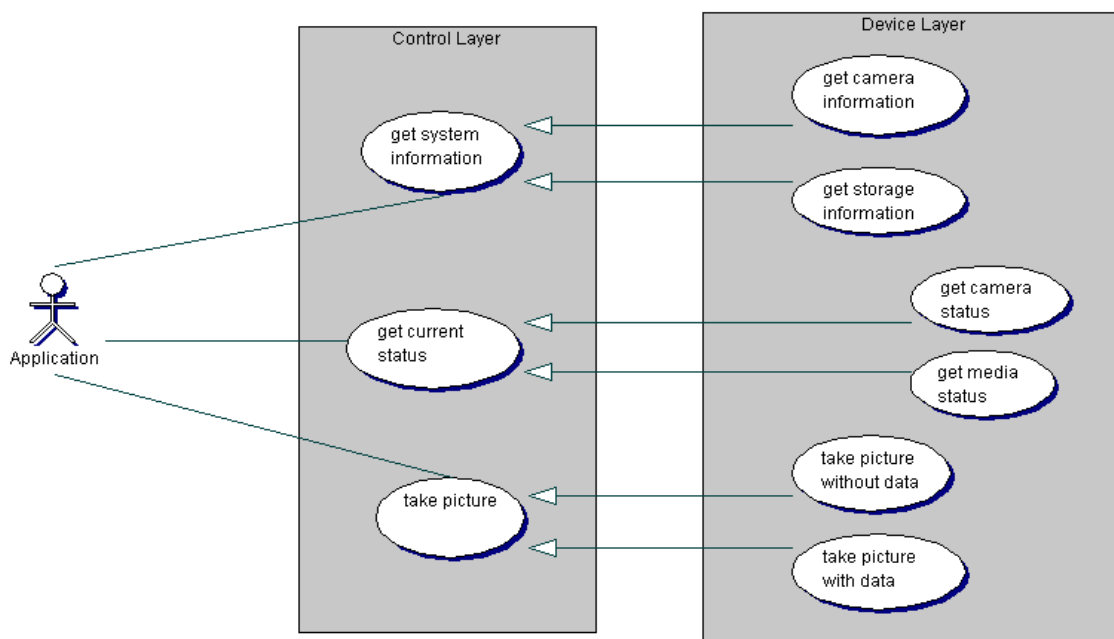 Control Layer
Device Layer
get camera
information
get system
information
get storage
information
get camera
status
get current
status
Application
get media
status
take picture
without data
take picture
take picture
with data